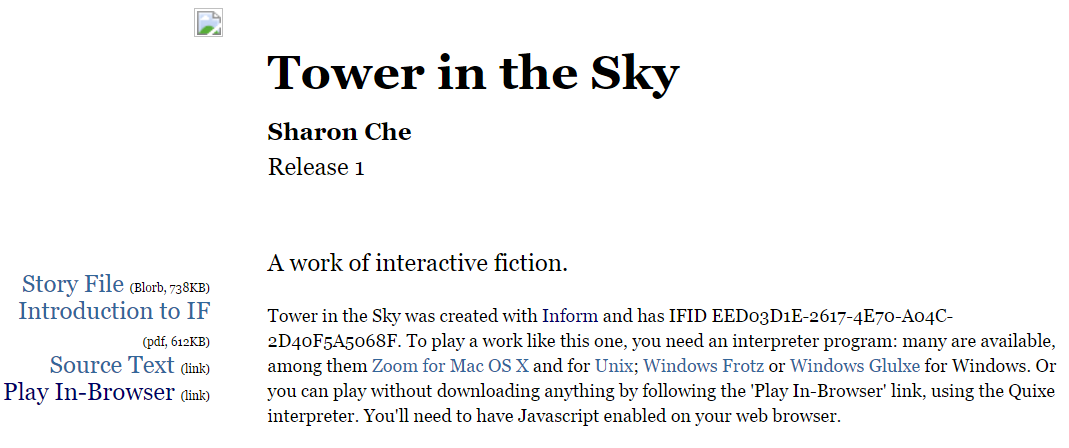 Tower in the Sky
Sharon Che
Release 1
A work of interactive fiction.
Story File (Blorb, 738KB)
Introduction to IF
(pdf, 612KB)
Source Text (link)
Play In-Browser (link)
Tower in the Sky was created with Inform and has IFID EED03D1E-2617-4E70-A04C-
2D40F5A5068F. To play a work like this one, you need an interpreter program: many are available,
among them Zoom for Mac OS X and for Unix; Windows Frotz or Windows Glulxe for Windows. Or
you can play without downloading anything by following the 'Play In-Browser' link, using the Quixe
interpreter. You'll need to have Javascript enabled on your web browser.